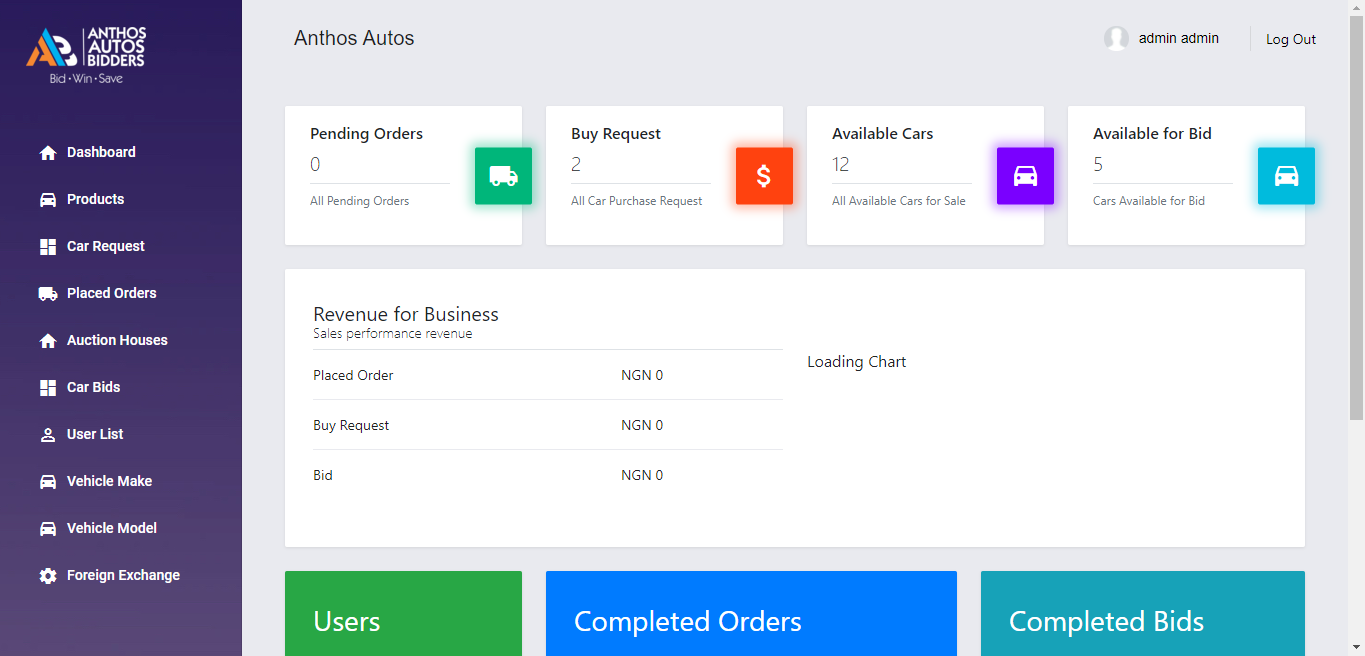 ANTHOS
AUTOS
BIDDERS
Bid • Win • Save
Dashboard
Products
Car Request
Placed Orders
Auction Houses
Car Bids
User List
Vehicle Make
Vehicle Model
Foreign Exchange
Anthos Autos
admin admin
Log Out
Pending Orders
0
All Pending Orders
Buy Request
2
All Car Purchase Request
$
Available Cars
12
All Available Cars for Sale
Available for Bid
5
Cars Available for Bid
Revenue for Business
Sales performance revenue
Placed Order NGN 0
Buy Request NGN 0
Bid NGN 0
Loading Chart
Users
Completed Orders
Completed Bids